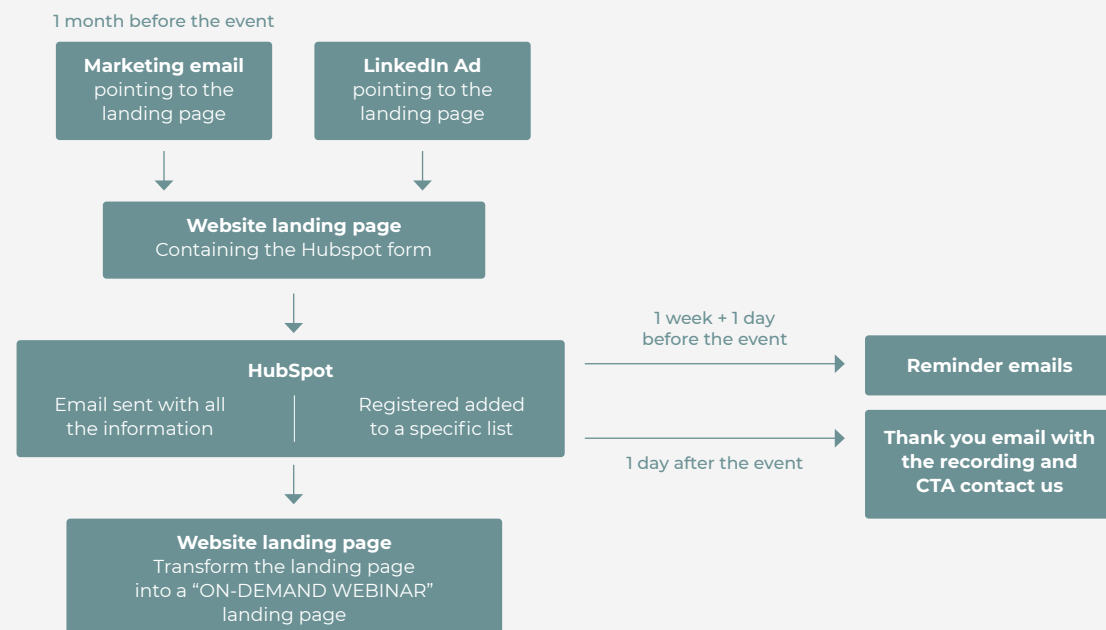 1 month before the event
Marketing email
pointing to the
landing page
LinkedIn Ad
pointing to the
landing page
Website landing page
Containing the Hubspot form
HubSpot
Email sent with all
the information
Registered added
to a specific list
1 week + 1 day
before the event
Reminder emails
1 day after the event
Thank you email with
the recording and
CTA contact us
Website landing page
Transform the landing page
into a “ON-DEMAND WEBINAR”
landing page